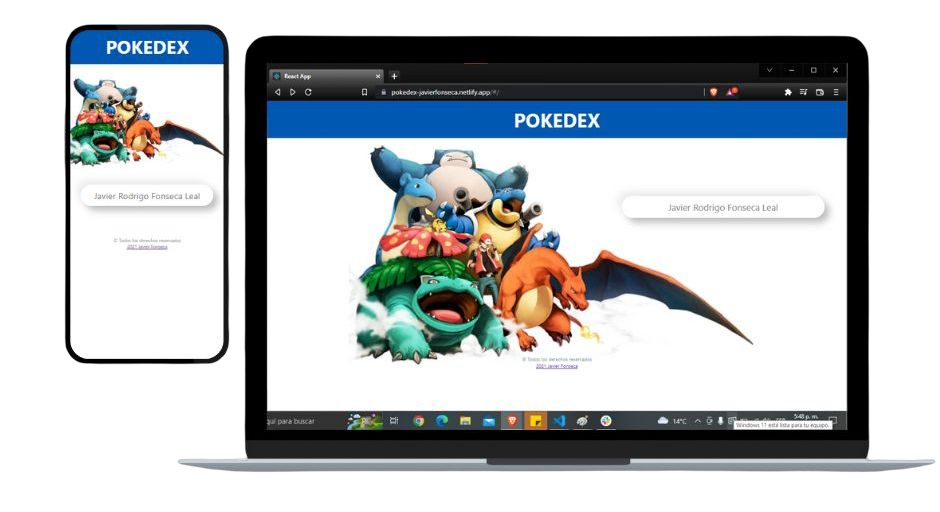 POKEDEX
Javier Rodrigo Fonseca Leal
© Todos los derechos reservados
2021 Javier Fonseca
React App
pokedex-javierfonseca.netlify.app/#/
POKEDEX
Javier Rodrigo Fonseca Leal
© Todos los derechos reservados
2021 Javier Fonseca
quí para buscar
14°C
5:48 p. m.
Windows 11 está lista para tu equipo.